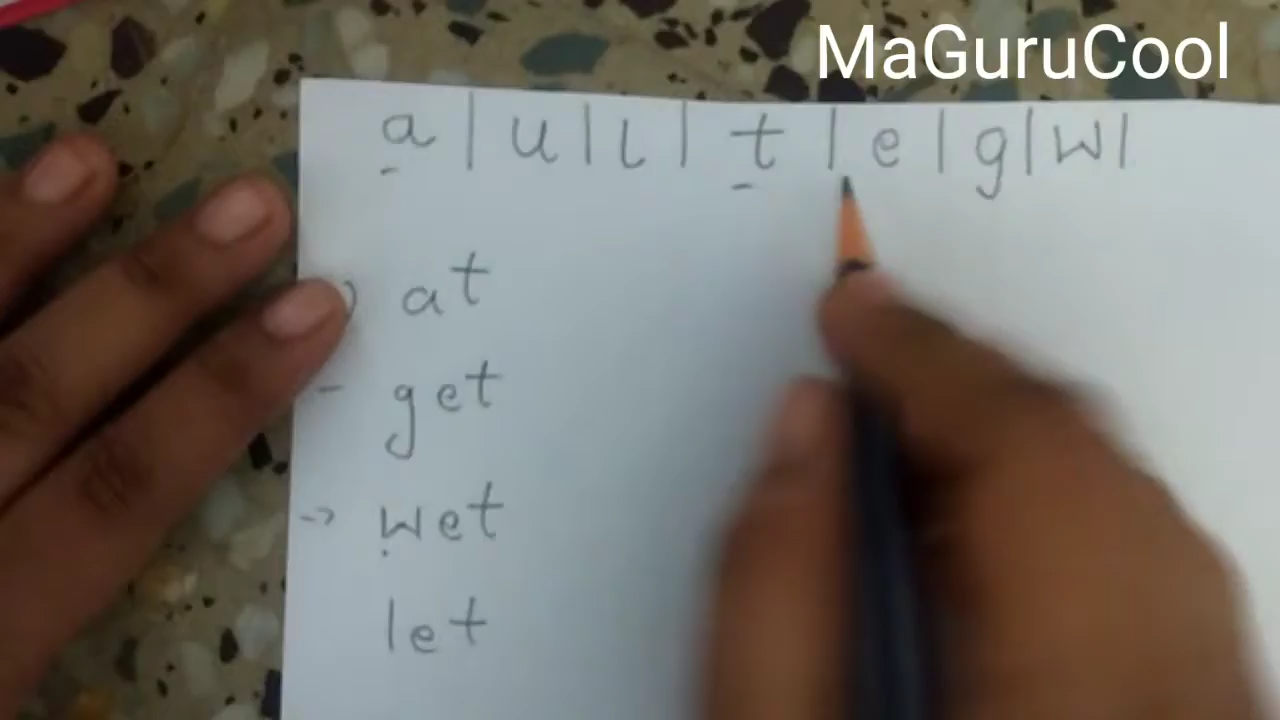 MaGuruCool
a | u | l | t | e | g | w |
at
- get
→ wet
let